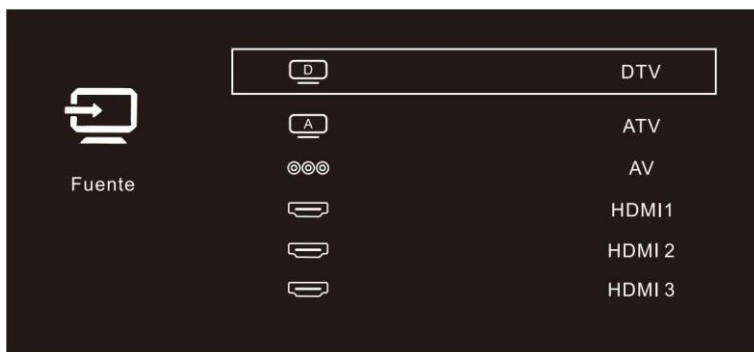 D DTV
A ATV
AV
Fuente
HDMI1
HDMI 2
HDMI 3